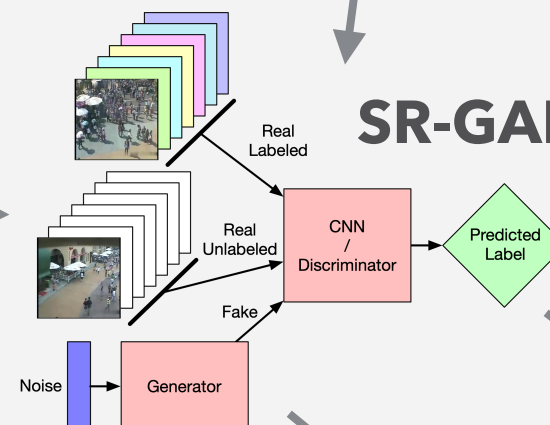 Real
Labeled
SR-GA
Real
Unlabeled
CNN
/
Discriminator
Predicted
Label
Fake
Noise
Generator